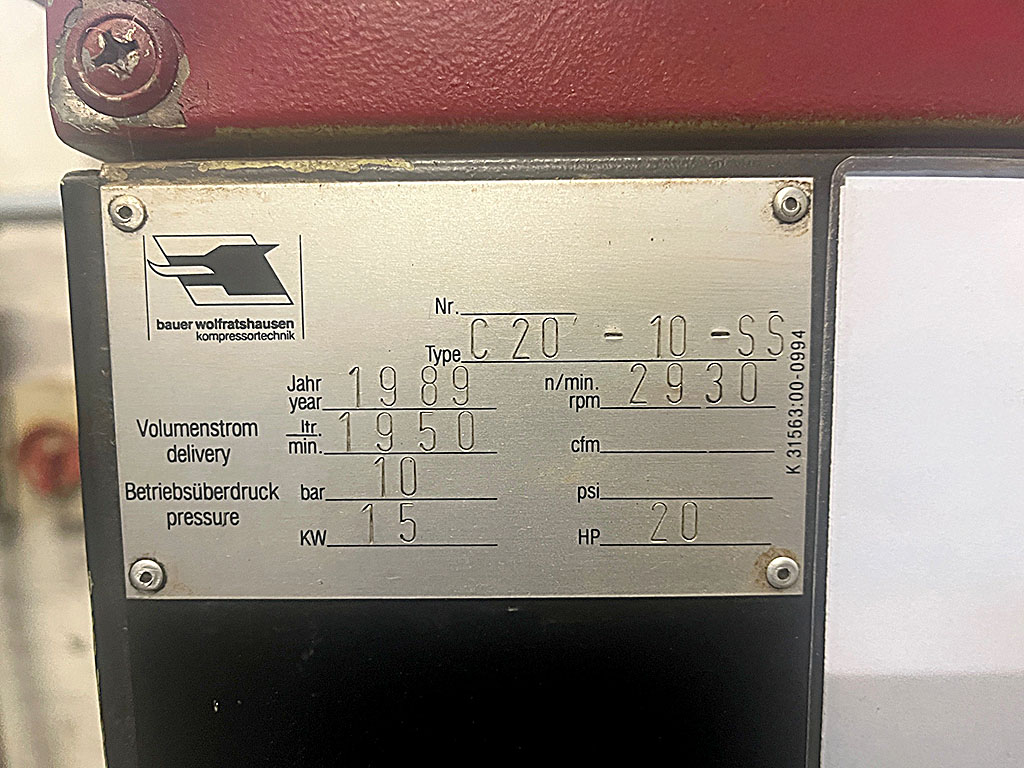 bauer wolfratshausen
kompressortechnik
Nr.
Type C 20 - 10 - SS
Jahr
year 1989
n/min.
rpm 2930
Volumenstrom
delivery
ltr.
min. 1950
cfm
Betriebsüberdruck
pressure
bar 10
psi
KW 15
HP 20
K 31563:00-0994